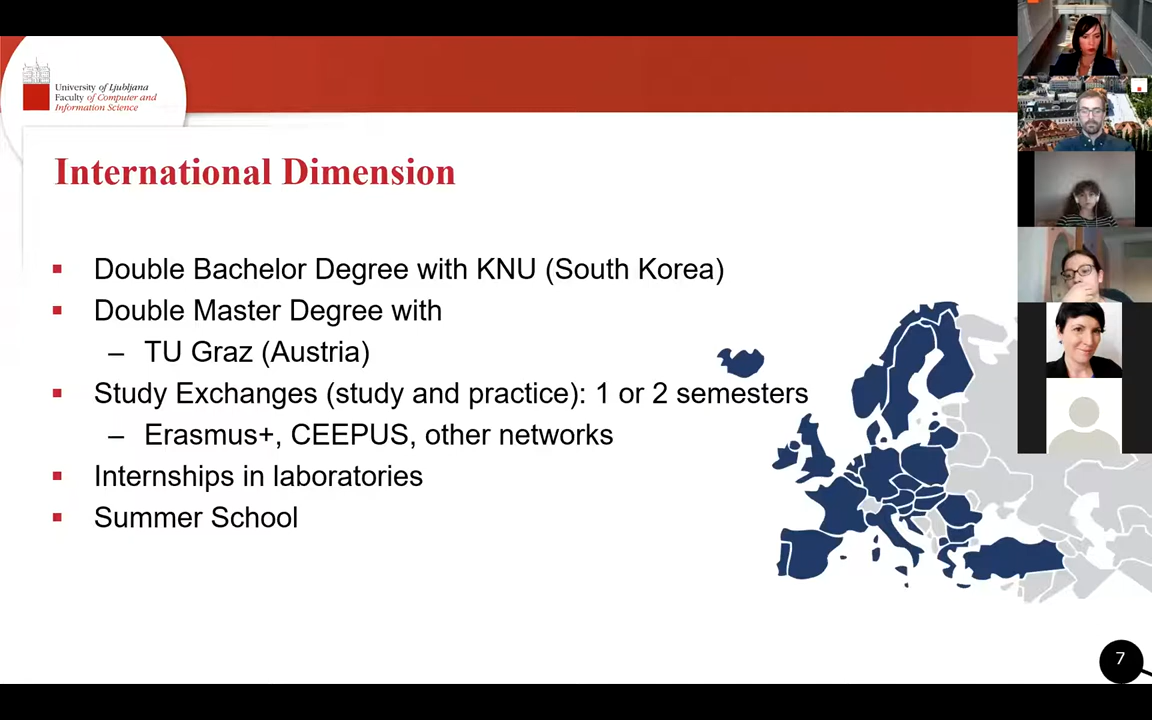 University of Ljubljana
Faculty of Computer and
Information Science
International Dimension
▪ Double Bachelor Degree with KNU (South Korea)
▪ Double Master Degree with
– TU Graz (Austria)
▪ Study Exchanges (study and practice): 1 or 2 semesters
– Erasmus+, CEEPUS, other networks
▪ Internships in laboratories
▪ Summer School
7